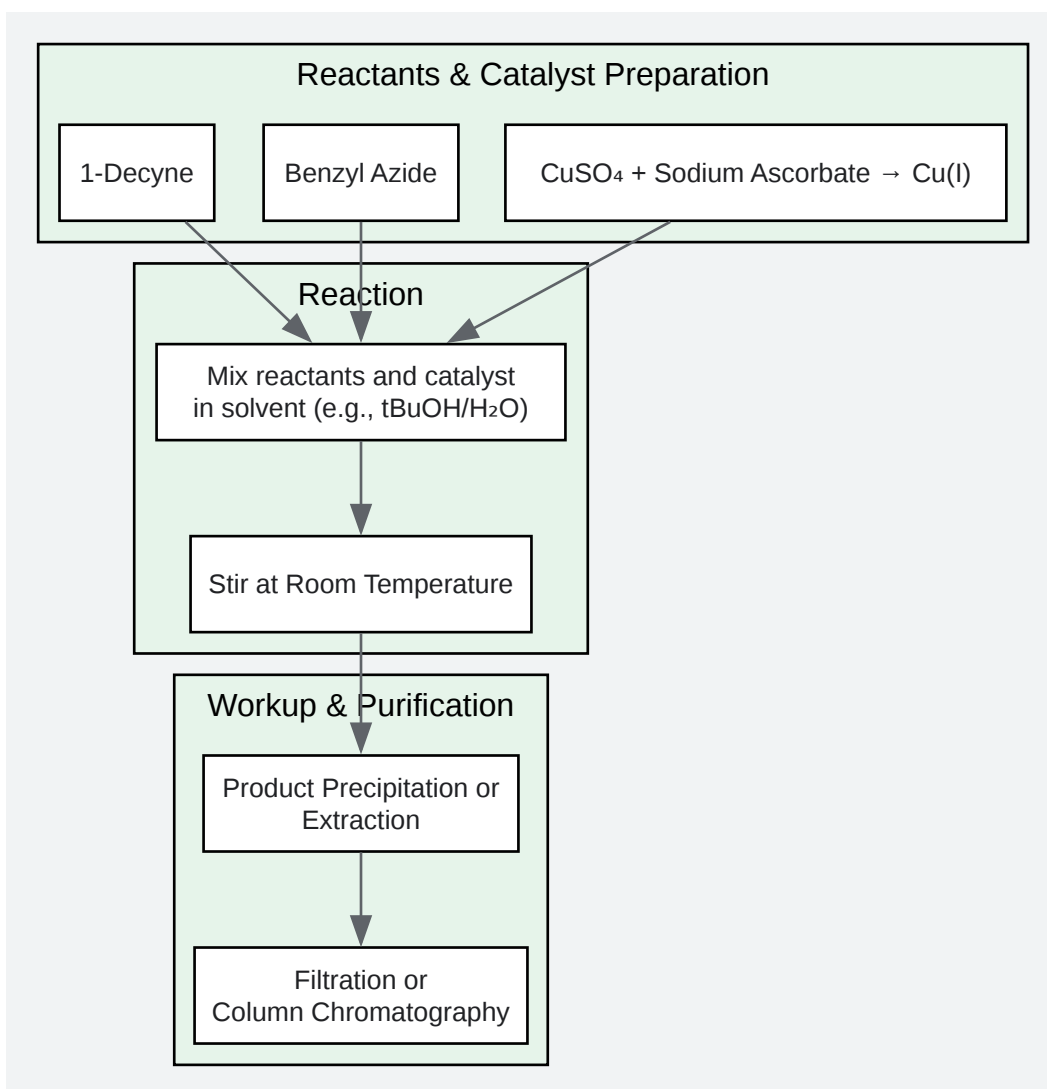 Reactants & Catalyst Preparation
1-Decyne
Benzyl Azide
CuSO₄ + Sodium Ascorbate → Cu(I)
Reaction
Mix reactants and catalyst
in solvent (e.g., tBuOH/H₂O)
Stir at Room Temperature
Workup & Purification
Product Precipitation or
Extraction
Filtration or
Column Chromatography